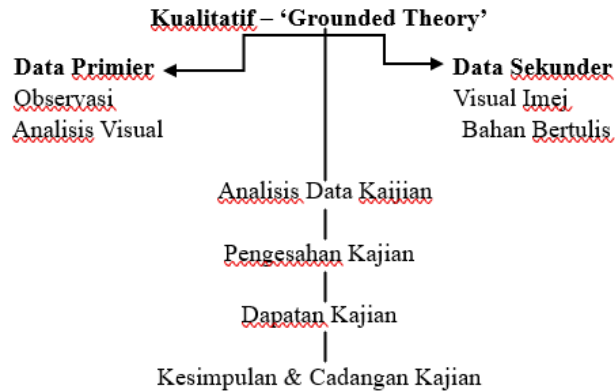 Kualitatif – ‘Grounded Theory’
Data Primier
Observasi
Analisis Visual
Data Sekunder
Visual Imej
Bahan Bertulis
Analisis Data Kaijian
Pengesahan Kajian
Dapatan Kajian
Kesimpulan & Cadangan Kajian